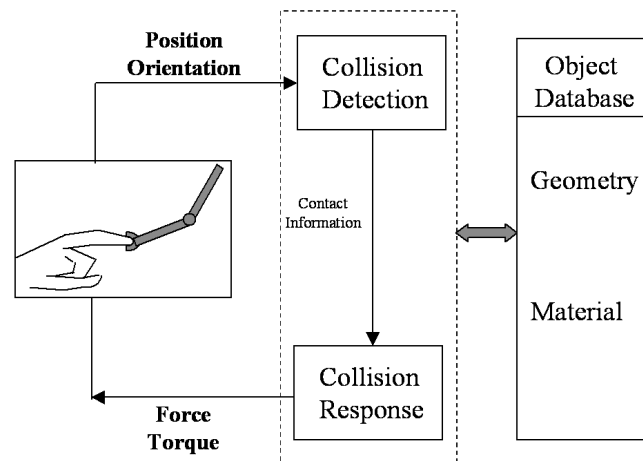 Position
Orientation
Collision
Detection
Object
Database
Geometry
Contact
Information
Material
Collision
Response
Force
Torque